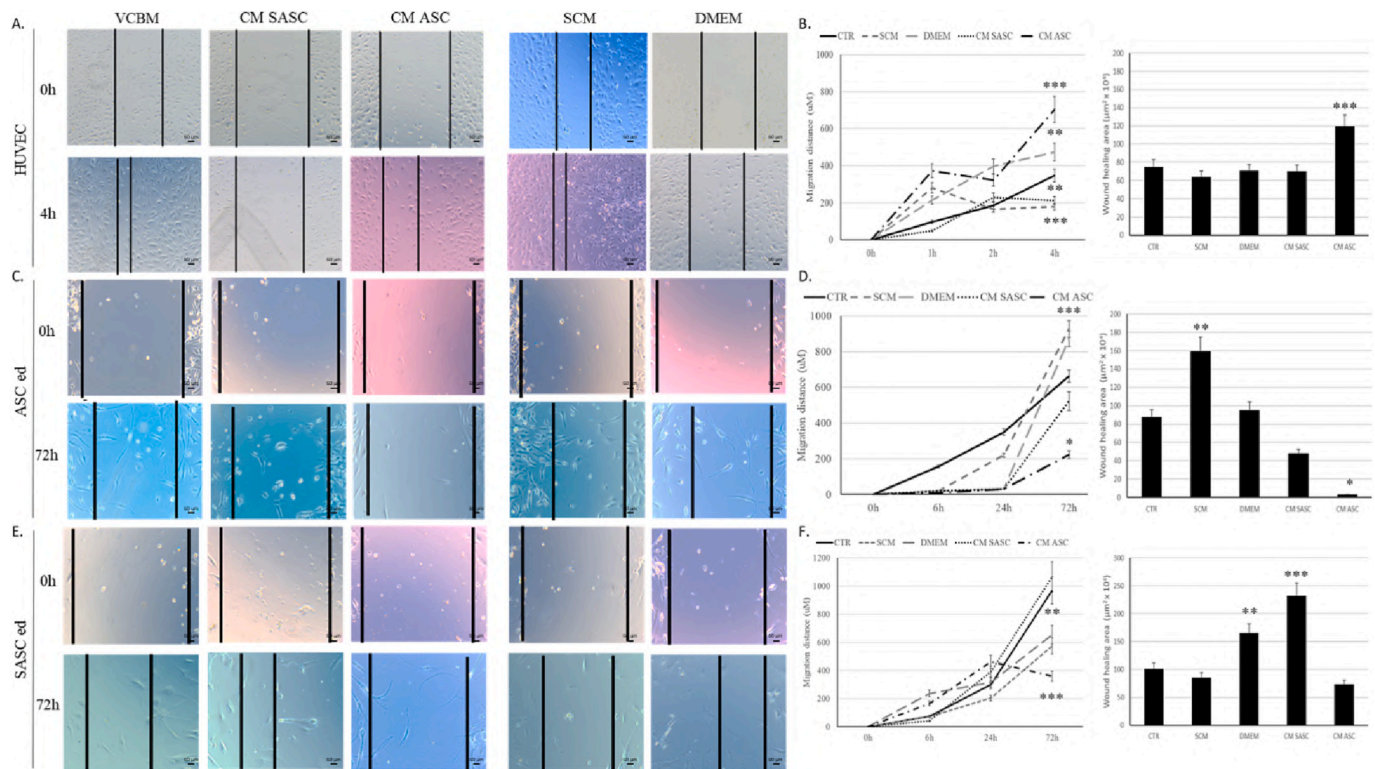 VCBM CM SASC CM ASC SCM DMEM
A.
HUVEC
0h
4h
C.
ASC ed
0h
72h
E.
SASC ed
0h
72h
B.
CTR SCM DMEM CM SASC CM ASC
Migration distance (uM)
1000
800
600
400
200
0
0h 1h 2h 4h
***
**
**
***
Wound healing area (µm² x 10⁴)
200
180
160
140
120
100
80
60
40
20
0
***
CTR SCM DMEM CM SASC CM ASC
D.
CTR SCM DMEM CM SASC CM ASC
Migration distance (uM)
1000
800
600
400
200
0
0h 6h 24h 72h
***
*
Wound healing area (µm² x 10⁴)
200
180
160
140
120
100
80
60
40
20
0
**
*
CTR SCM DMEM CM SASC CM ASC
F.
CTR SCM DMEM CM SASC CM ASC
Migration distance (uM)
1200
1000
800
600
400
200
0
0h 6h 24h 72h
**
***
Wound healing area (µm² x 10⁴)
300
250
200
150
100
50
0
**
***
CTR SCM DMEM CM SASC CM ASC